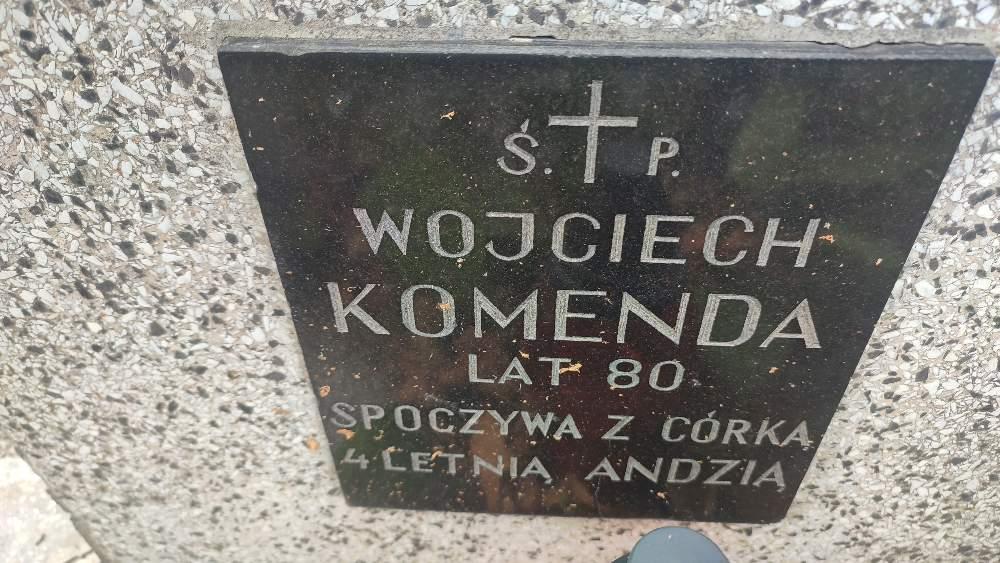 Ś. P.
WOJCIECH
KOMENDA
LAT 80
SPOCZYWA Z CÓRKĄ
4 LETNIĄ ANDZIĄ